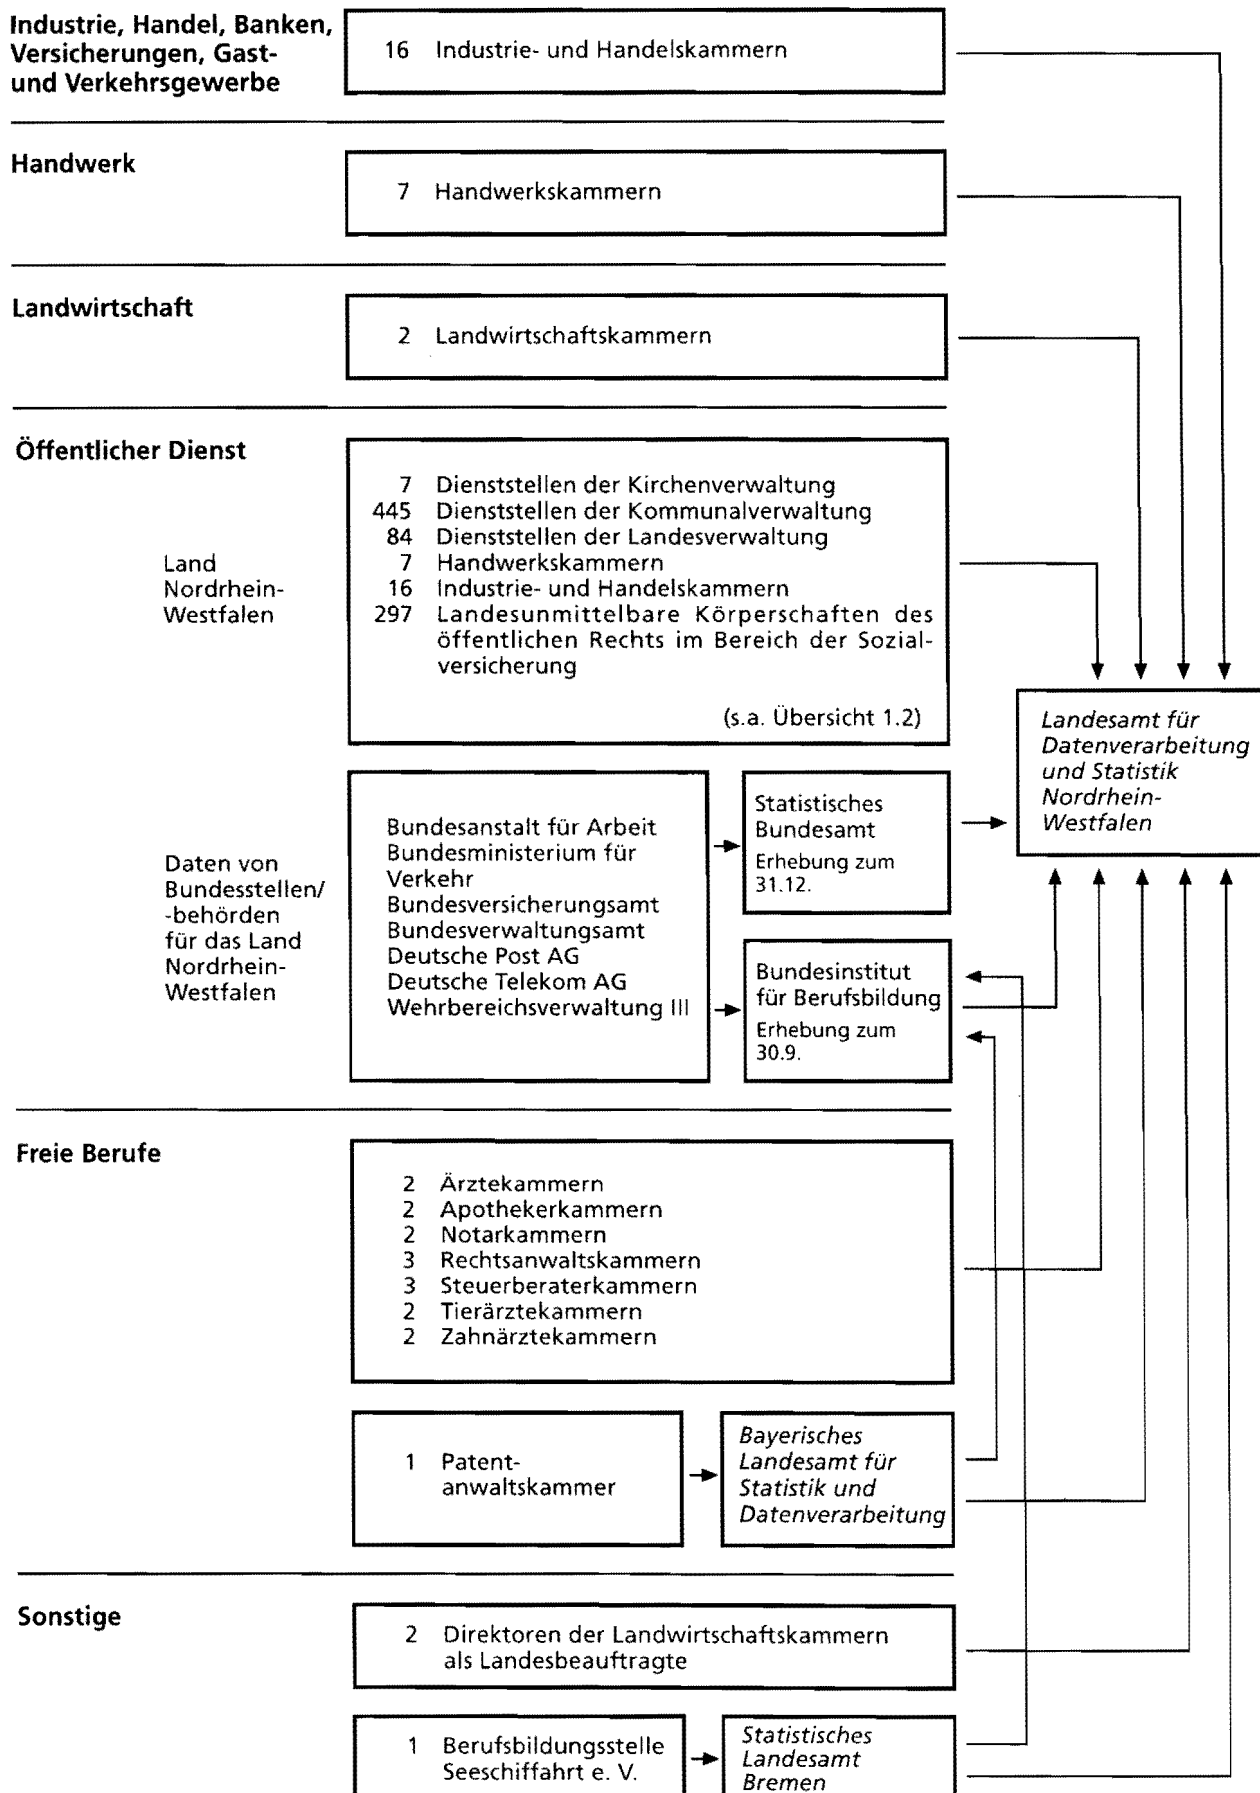 Industrie, Handel, Banken,
Versicherungen, Gast-
und Verkehrsgewerbe
16 Industrie- und Handelskammern
Handwerk
7 Handwerkskammern
Landwirtschaft
2 Landwirtschaftskammern
Öffentlicher Dienst
Land
Nordrhein-
Westfalen
7 Dienststellen der Kirchenverwaltung
445 Dienststellen der Kommunalverwaltung
84 Dienststellen der Landesverwaltung
7 Handwerkskammern
16 Industrie- und Handelskammern
297 Landesunmittelbare Körperschaften des
öffentlichen Rechts im Bereich der Sozial-
versicherung
(s.a. Übersicht 1.2)
Landesamt für
Datenverarbeitung
und Statistik
Nordrhein-
Westfalen
Daten von
Bundesstellen/
-behörden
für das Land
Nordrhein-
Westfalen
Bundesanstalt für Arbeit
Bundesministerium für
Verkehr
Bundesversicherungsamt
Bundesverwaltungsamt
Deutsche Post AG
Deutsche Telekom AG
Wehrbereichsverwaltung III
Statistisches
Bundesamt
Erhebung zum
31.12.
Bundesinstitut
für Berufsbildung
Erhebung zum
30.9.
Freie Berufe
2 Ärztekammern
2 Apothekerkammern
2 Notarkammern
3 Rechtsanwaltskammern
3 Steuerberaterkammern
2 Tierärztekammern
2 Zahnärztekammern
1 Patent-
anwaltskammer
Bayerisches
Landesamt für
Statistik und
Datenverarbeitung
Sonstige
2 Direktoren der Landwirtschaftskammern
als Landesbeauftragte
1 Berufsbildungsstelle
Seeschiffahrt e. V.
Statistisches
Landesamt
Bremen